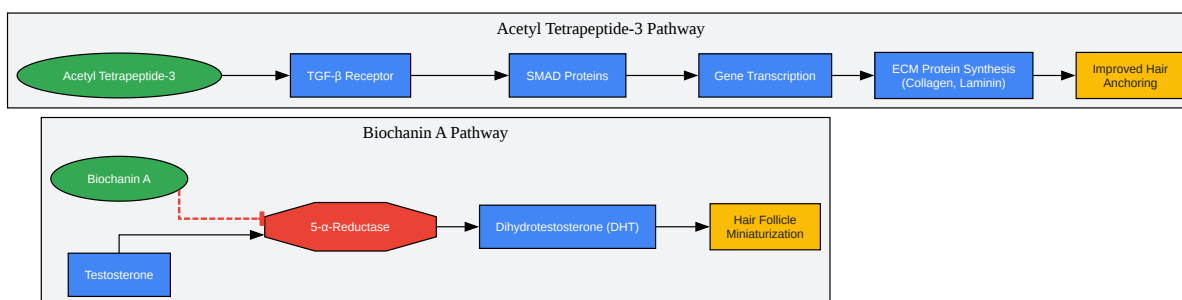 Acetyl Tetrapeptide-3 Pathway
Acetyl Tetrapeptide-3
TGF-β Receptor
SMAD Proteins
Gene Transcription
ECM Protein Synthesis
(Collagen, Laminin)
Improved Hair
Anchoring
Biochanin A Pathway
Biochanin A
5-α-Reductase
Dihydrotestosterone (DHT)
Hair Follicle
Miniaturization
Testosterone